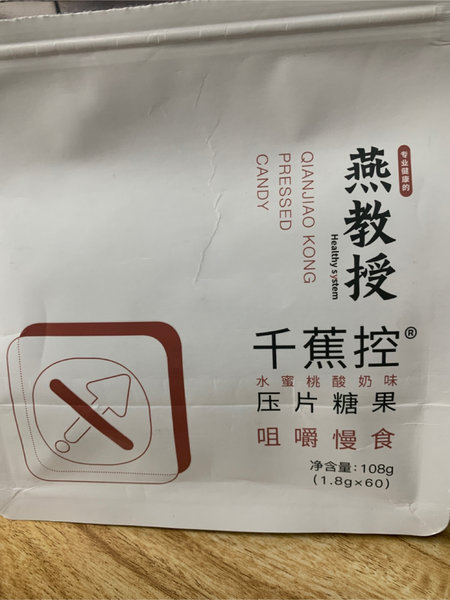 专业健康的
燕教授
Healthy system
QIANJIAO KONG
PRESSED
CANDY
千蕉控®
水蜜桃酸奶味
压片糖果
咀嚼慢食
净含量:108g
(1.8g×60)